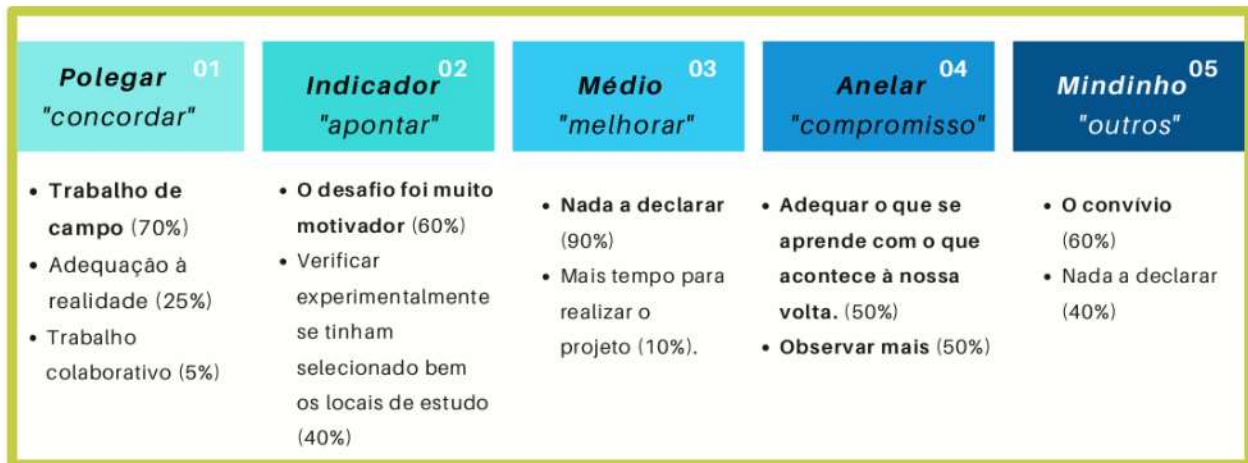 Polegar 01
"concordar"
• Trabalho de
campo (70%)
• Adequação à
realidade (25%)
• Trabalho
colaborativo (5%)
Indicador 02
"apontar"
• O desafio foi muito
motivador (60%)
• Verificar
experimentalmente
se tinham
selecionado bem
os locais de estudo
(40%)
Médio 03
"melhorar"
• Nada a declarar
(90%)
• Mais tempo para
realizar o
projeto (10%).
Anelar 04
"compromisso"
• Adequar o que se
aprende com o que
acontece à nossa
volta. (50%)
• Observar mais (50%)
Mindinho 05
"outros"
• O convívio
(60%)
• Nada a declarar
(40%)